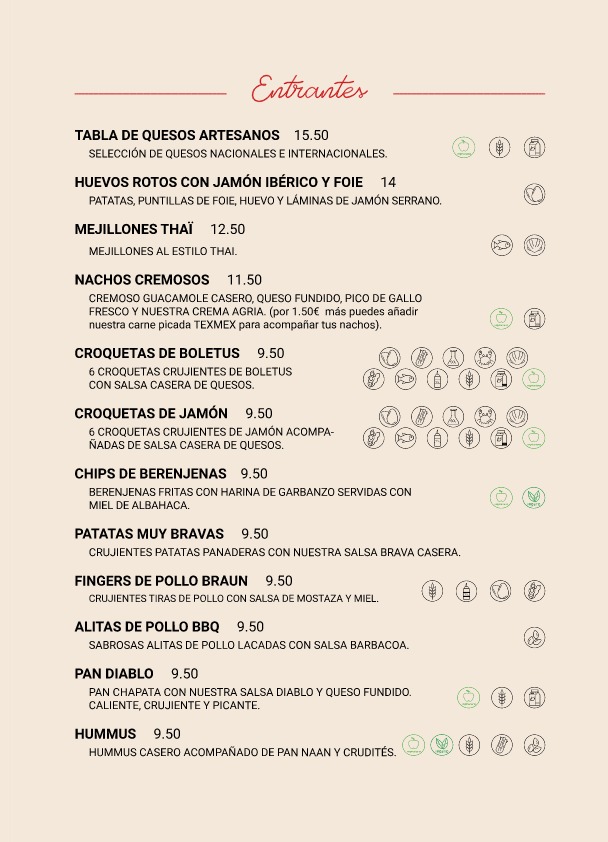 Entrantes
TABLA DE QUESOS ARTESANOS 15.50
SELECCIÓN DE QUESOS NACIONALES E INTERNACIONALES.
HUEVOS ROTOS CON JAMÓN IBÉRICO Y FOIE 14
PATATAS, PUNTILLAS DE FOIE, HUEVO Y LÁMINAS DE JAMÓN SERRANO.
MEJILLONES THAÏ 12.50
MEJILLONES AL ESTILO THAI.
NACHOS CREMOSOS 11.50
CREMOSO GUACAMOLE CASERO, QUESO FUNDIDO, PICO DE GALLO
FRESCO Y NUESTRA CREMA AGRIA. (por 1.50€ más puedes añadir
nuestra carne picada TEXMEX para acompañar tus nachos).
CROQUETAS DE BOLETUS 9.50
6 CROQUETAS CRUJIENTES DE BOLETUS
CON SALSA CASERA DE QUESOS.
CROQUETAS DE JAMÓN 9.50
6 CROQUETAS CRUJIENTES DE JAMÓN ACOMPA-
ÑADAS DE SALSA CASERA DE QUESOS.
CHIPS DE BERENJENAS 9.50
BERENJENAS FRITAS CON HARINA DE GARBANZO SERVIDAS CON
MIEL DE ALBAHACA.
PATATAS MUY BRAVAS 9.50
CRUJIENTES PATATAS PANADERAS CON NUESTRA SALSA BRAVA CASERA.
FINGERS DE POLLO BRAUN 9.50
CRUJIENTES TIRAS DE POLLO CON SALSA DE MOSTAZA Y MIEL.
ALITAS DE POLLO BBQ 9.50
SABROSAS ALITAS DE POLLO LACADAS CON SALSA BARBACOA.
PAN DIABLO 9.50
PAN CHAPATA CON NUESTRA SALSA DIABLO Y QUESO FUNDIDO.
CALIENTE, CRUJIENTE Y PICANTE.
HUMMUS 9.50
HUMMUS CASERO ACOMPAÑADO DE PAN NAAN Y CRUDITÉS.